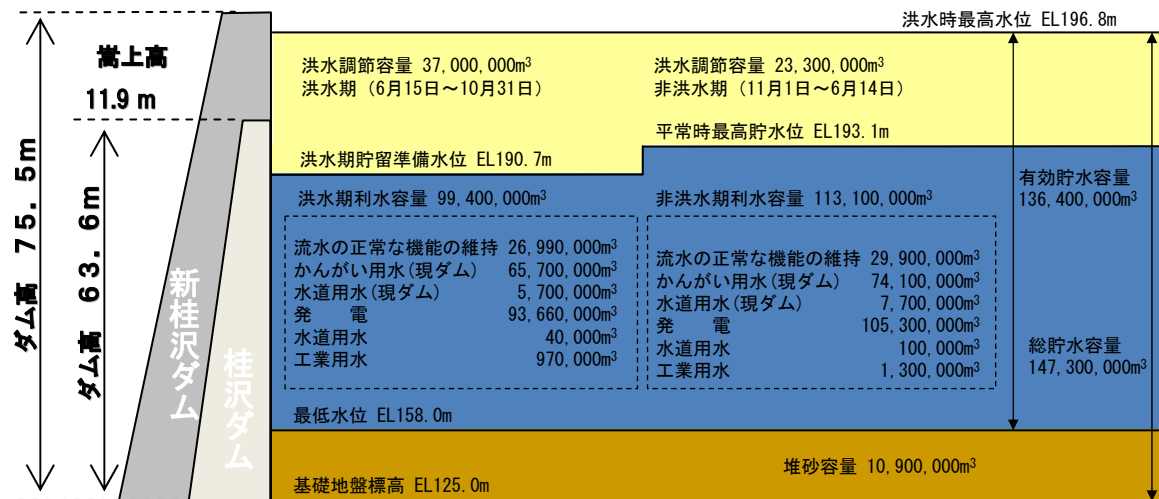 洪水時最高水位 EL196.8m
嵩上高
11.9 m
ダム高 75.5m
ダム高 63.6m
新桂沢ダム
桂沢ダム
洪水調節容量 37,000,000m³
洪水期（6月15日～10月31日）
洪水調節容量 23,300,000m³
非洪水期（11月1日～6月14日）
平常時最高貯水位 EL193.1m
洪水期貯留準備水位 EL190.7m
洪水期利水容量 99,400,000m³
流水の正常な機能の維持 26,990,000m³
かんがい用水(現ダム) 65,700,000m³
水道用水(現ダム) 5,700,000m³
発　　電 93,660,000m³
水道用水 40,000m³
工業用水 970,000m³
非洪水期利水容量 113,100,000m³
流水の正常な機能の維持 29,900,000m³
かんがい用水(現ダム) 74,100,000m³
水道用水(現ダム) 7,700,000m³
発　　電 105,300,000m³
水道用水 100,000m³
工業用水 1,300,000m³
有効貯水容量
136,400,000m³
総貯水容量
147,300,000m³
最低水位 EL158.0m
堆砂容量 10,900,000m³
基礎地盤標高 EL125.0m